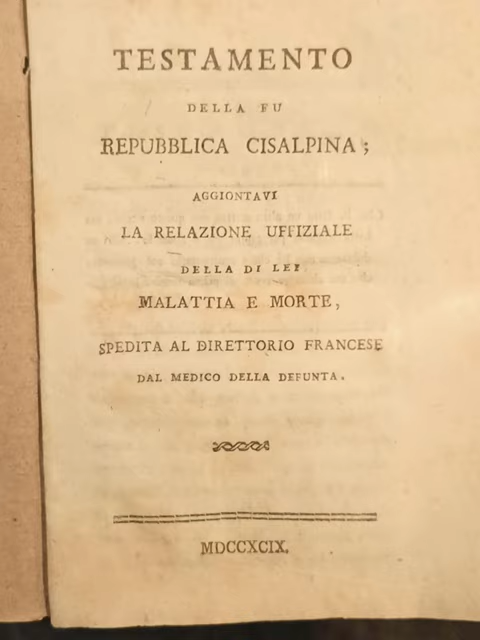 TESTAMENTO
DELLA FU
REPUBBLICA CISALPINA;
AGGIONTAVI
LA RELAZIONE UFFIZIALE
DELLA DI LEI
MALATTIA E MORTE,
SPEDITA AL DIRETTORIO FRANCESE
DAL MEDICO DELLA DEFUNTA.
MDCCXCIX.